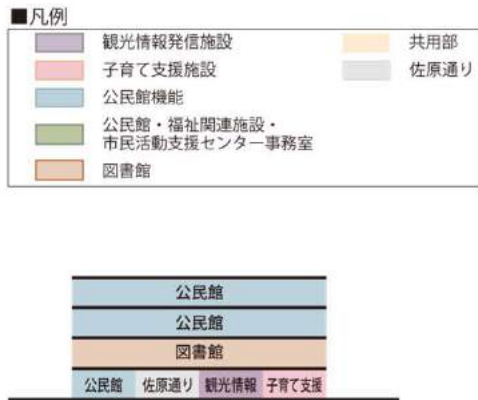 ■凡例
観光情報発信施設
共用部
子育て支援施設
佐原通り
公民館機能
公民館・福祉関連施設・
市民活動支援センター事務室
図書館
公民館
公民館
図書館
公民館 佐原通り 観光情報 子育て支援